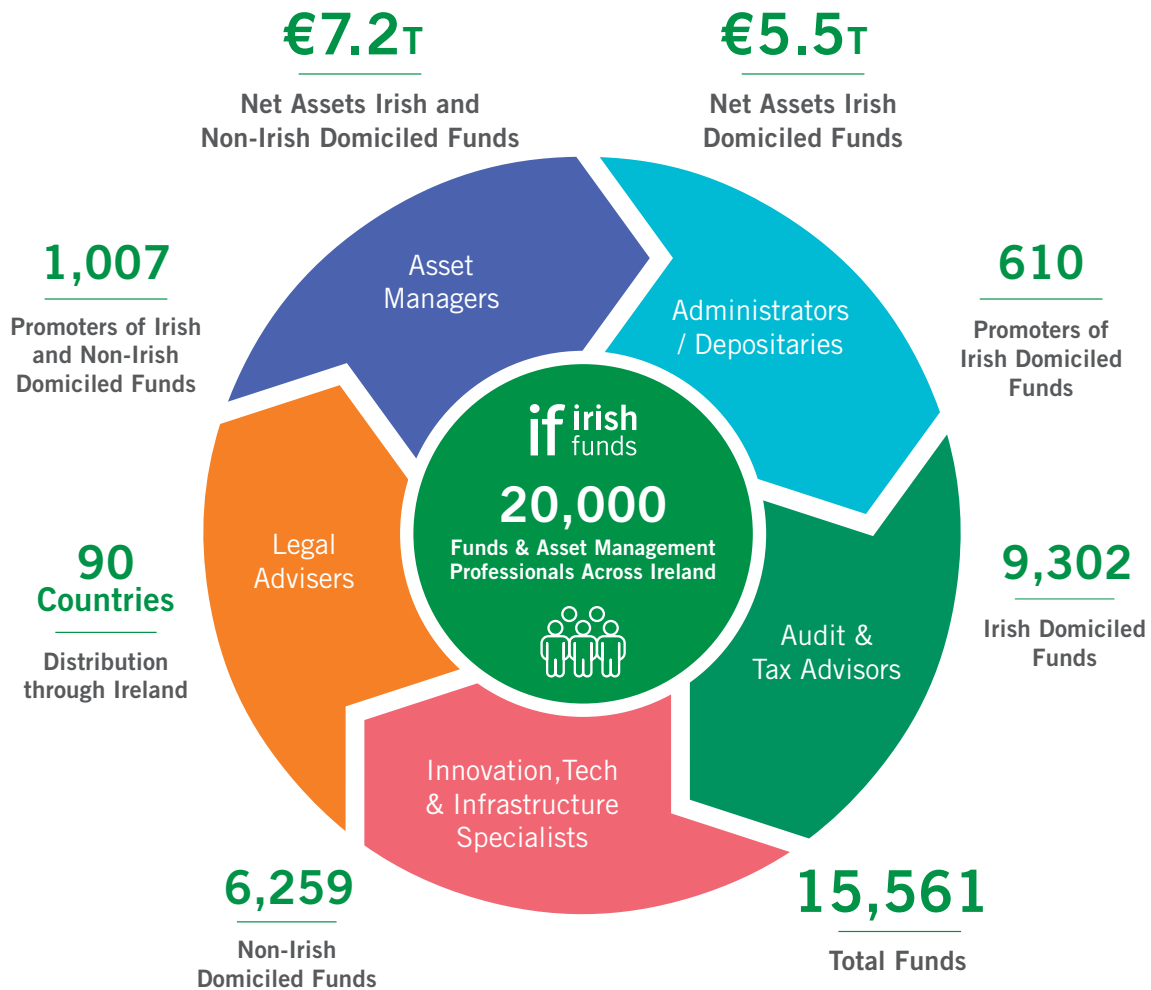 €7.2T
Net Assets Irish and
Non-Irish Domiciled Funds
€5.5T
Net Assets Irish
Domiciled Funds
1,007
Promoters of Irish
and Non-Irish
Domiciled Funds
Asset
Managers
Administrators
/ Depositaries
610
Promoters of
Irish Domiciled
Funds
if irish
funds
20,000
Funds & Asset Management
Professionals Across Ireland
Legal
Advisers
90
Countries
Distribution
through Ireland
Audit &
Tax Advisors
9,302
Irish Domiciled
Funds
Innovation,Tech
& Infrastructure
Specialists
6,259
Non-Irish
Domiciled Funds
15,561
Total Funds